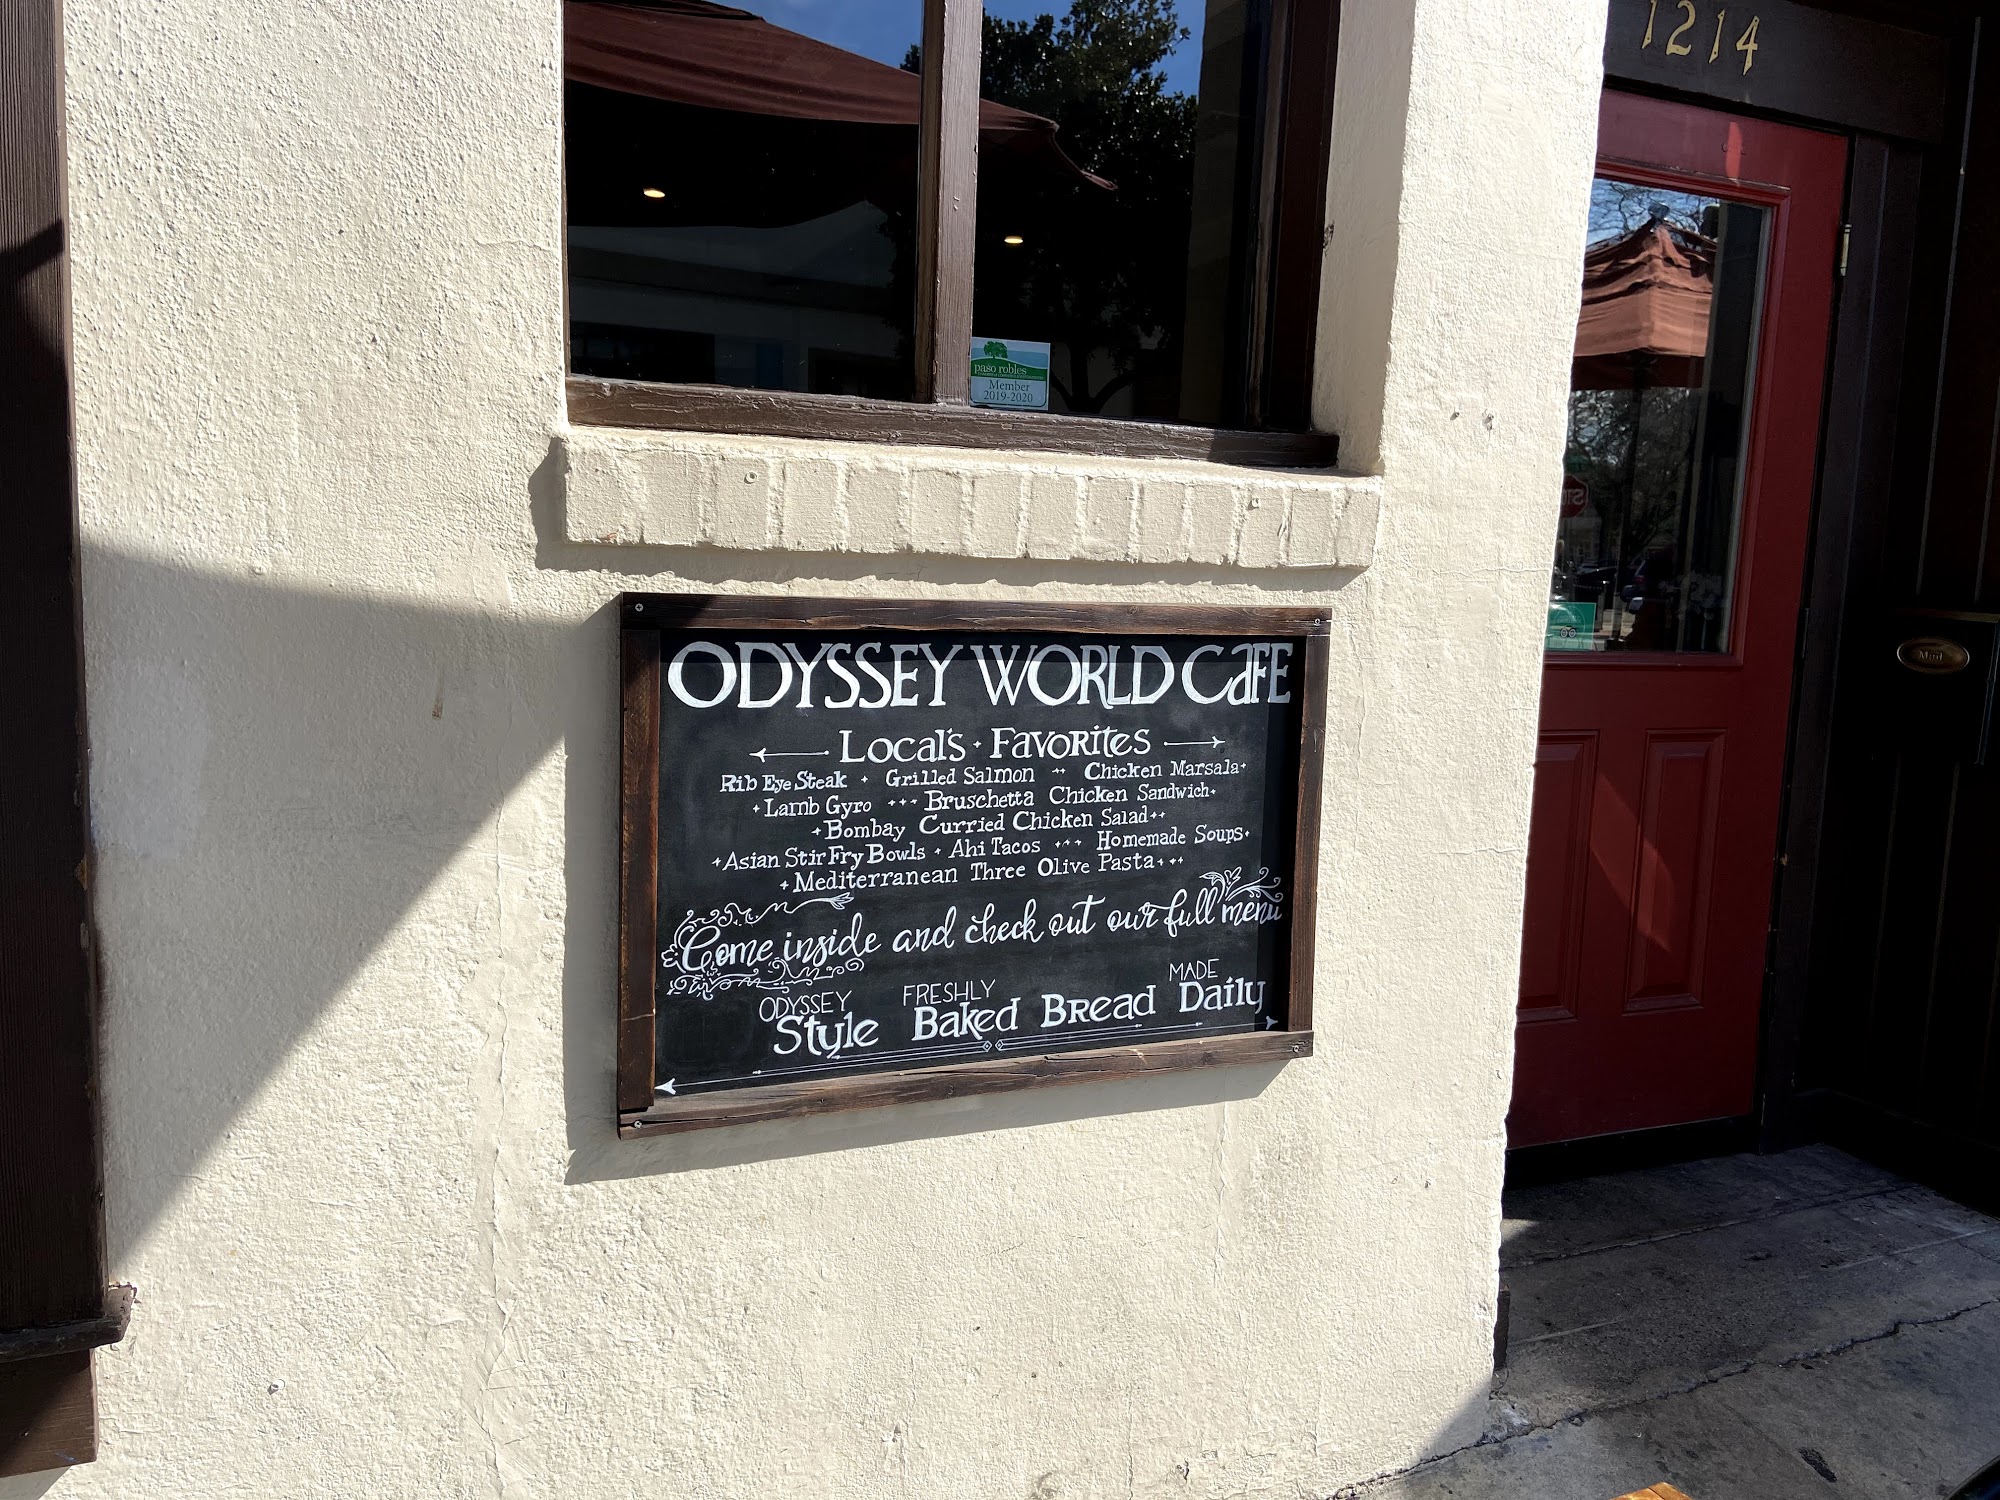 1214
paso robles
Member
2019-2020
Mail
ODYSSEY WORLD CaFE
Local's · Favorites
Rib Eye Steak + Grilled Salmon ++ Chicken Marsala+
+Lamb Gyro +++ Bruschetta Chicken Sandwich+
+Bombay Curried Chicken Salad++
+Asian Stir Fry Bowls + Ahi Tacos +++ Homemade Soups+
+Mediterranean Three Olive Pasta+++
Come inside and check out our full menu
ODYSSEY Style FRESHLY Baked Bread MADE Daily